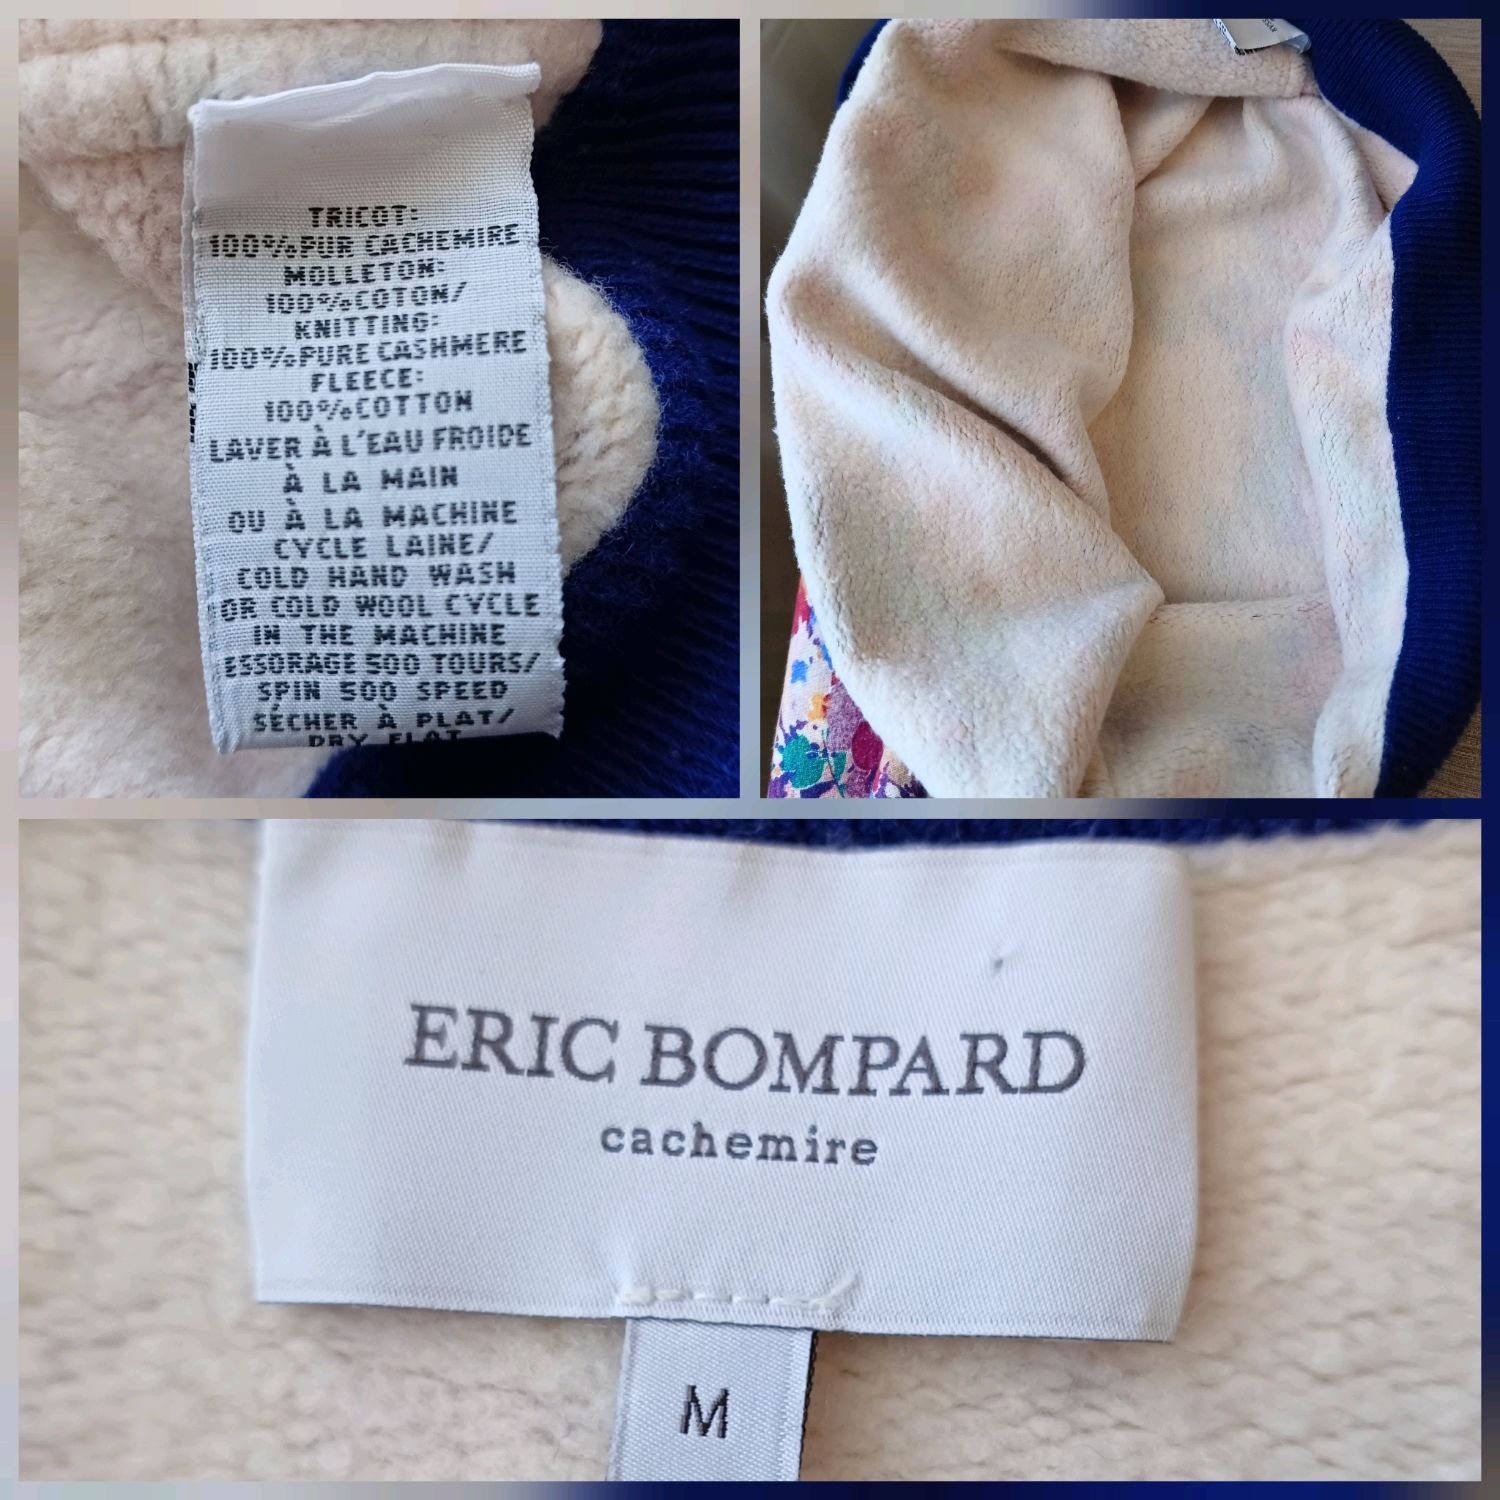 TRICOT:
100%PUR CACHEMIRE
MOLLETON:
100%COTON/
KNITTING:
100%PURE CASHMERE
FLEECE:
100%COTTON
LAVER À L'EAU FROIDE
À LA MAIN
OU À LA MACHINE
CYCLE LAINE/
COLD HAND WASH
OR COLD WOOL CYCLE
IN THE MACHINE
ESSORAGE 500 TOURS/
SPIN 500 SPEED
SÉCHER À PLAT/
DRY FLAT
ERIC BOMPARD
cachemire
M